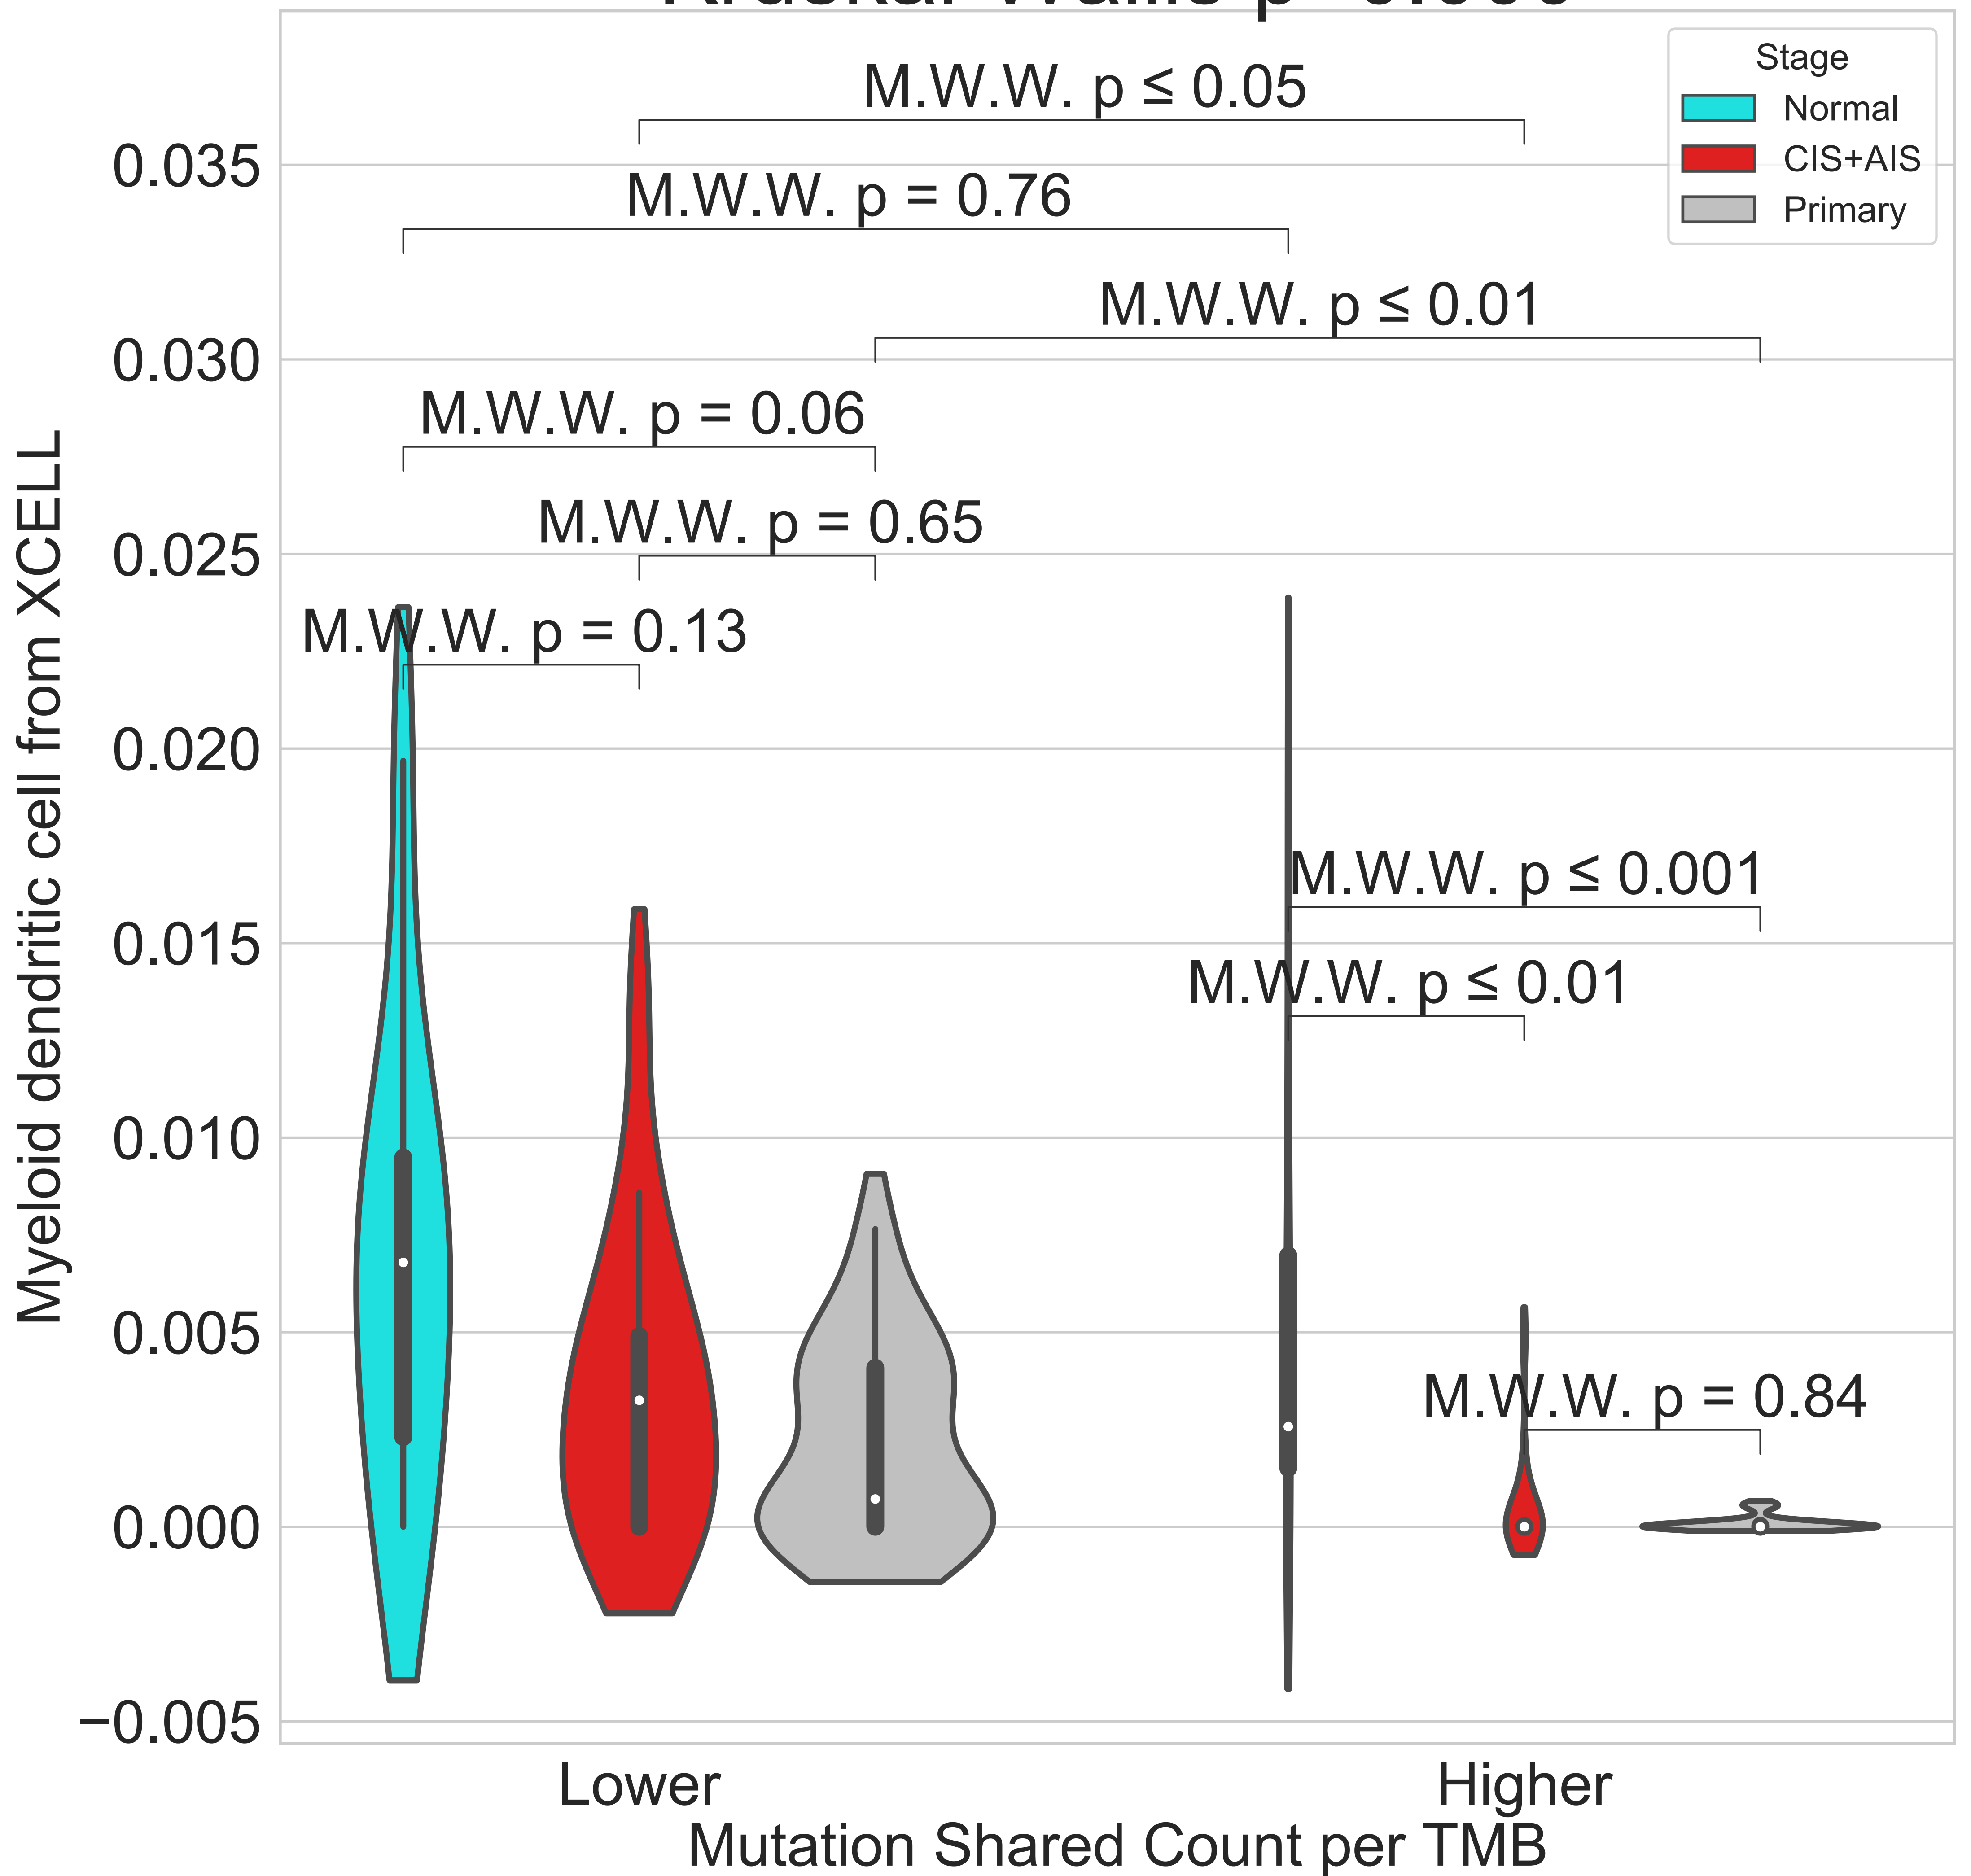 Stage
Normal
CIS+AIS
Primary
M.W.W. p ≤ 0.05
M.W.W. p = 0.76
M.W.W. p ≤ 0.01
M.W.W. p = 0.06
M.W.W. p = 0.65
M.W.W. p = 0.13
M.W.W. p ≤ 0.001
M.W.W. p ≤ 0.01
M.W.W. p = 0.84
0.035
0.030
0.025
0.020
0.015
0.010
0.005
0.000
−0.005
Myeloid dendritic cell from XCELL
Lower
Higher
Mutation Shared Count per TMB